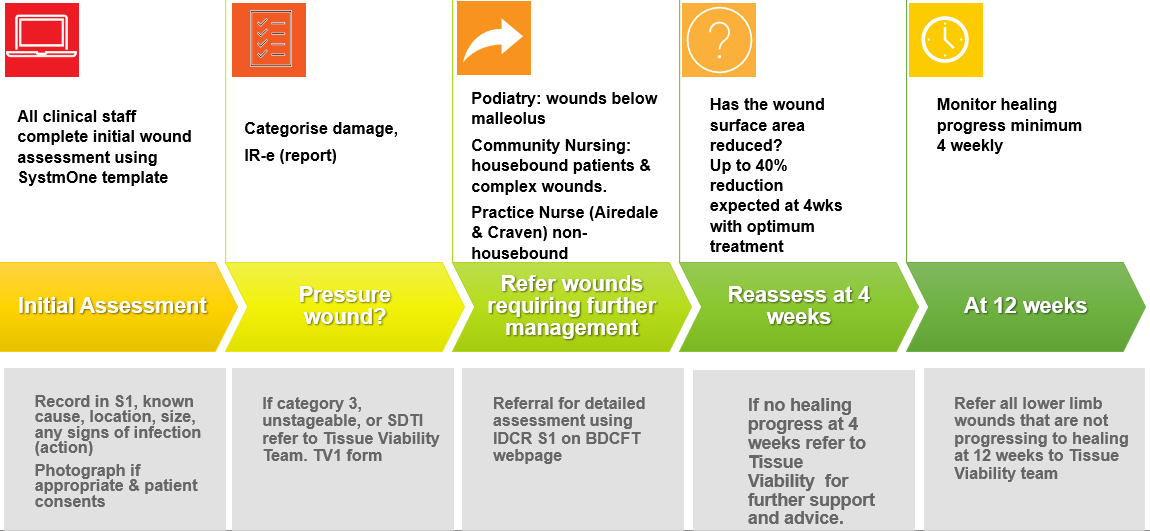 All clinical staff
complete initial wound
assessment using
SystmOne template
Categorise damage,
IR-e (report)
Podiatry: wounds below
malleolus
Community Nursing:
housebound patients &
complex wounds.
Practice Nurse (Airedale
& Craven) non-
housebound
Has the wound
surface area
reduced?
Up to 40%
reduction
expected at 4wks
with optimum
treatment
Monitor healing
progress minimum
4 weekly
Initial Assessment
Pressure
wound?
Refer wounds
requiring further
management
Reassess at 4
weeks
At 12 weeks
Record in S1, known
cause, location, size,
any signs of infection
(action)
Photograph if
appropriate & patient
consents
If category 3,
unstageable, or SDTI
refer to Tissue Viability
Team. TV1 form
Referral for detailed
assessment using
IDCR S1 on BDCFT
webpage
If no healing
progress at 4
weeks refer to
Tissue
Viability for
further support
and advice.
Refer all lower limb
wounds that are not
progressing to healing
at 12 weeks to Tissue
Viability team